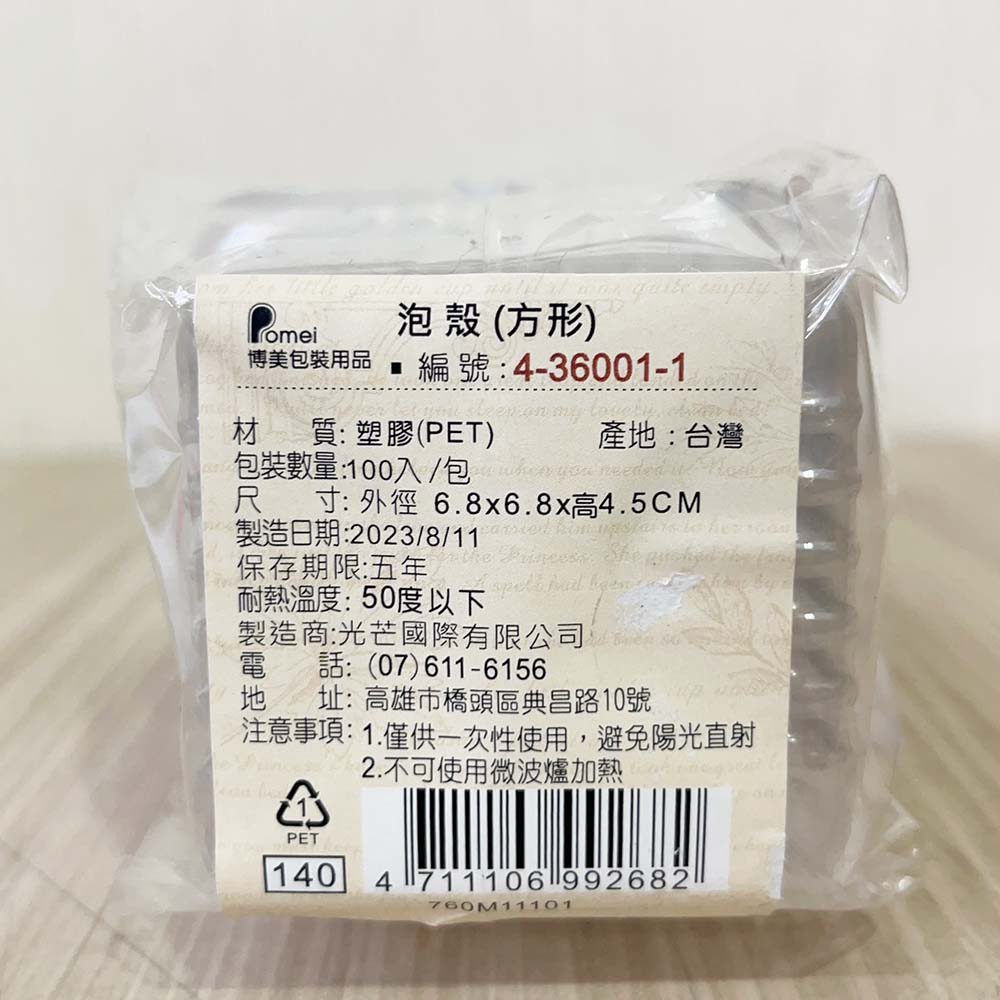 Pomei
博美包裝用品
泡殼(方形)
▪ 編號:4-36001-1
材 質:塑膠(PET) 產地:台灣
包裝數量:100入/包
尺 寸:外徑 6.8x6.8x高4.5CM
製造日期:2023/8/11
保存期限:五年
耐熱溫度:50度以下
製造商:光芒國際有限公司
電 話:(07)611-6156
地 址:高雄市橋頭區典昌路10號
注意事項:1.僅供一次性使用,避免陽光直射
2.不可使用微波爐加熱
1
PET
140
4 711106 992682
760M11101